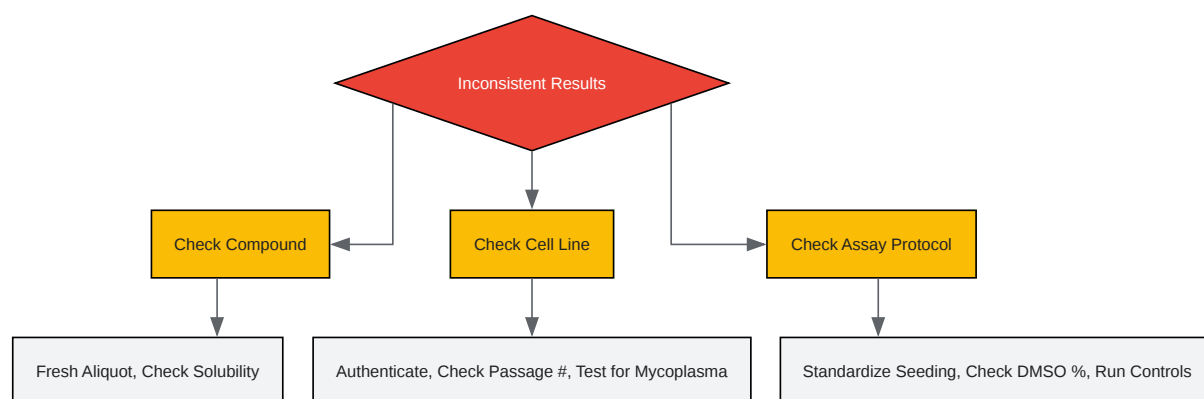 Inconsistent Results
Check Compound
Check Cell Line
Check Assay Protocol
Fresh Aliquot, Check Solubility
Authenticate, Check Passage #, Test for Mycoplasma
Standardize Seeding, Check DMSO %, Run Controls